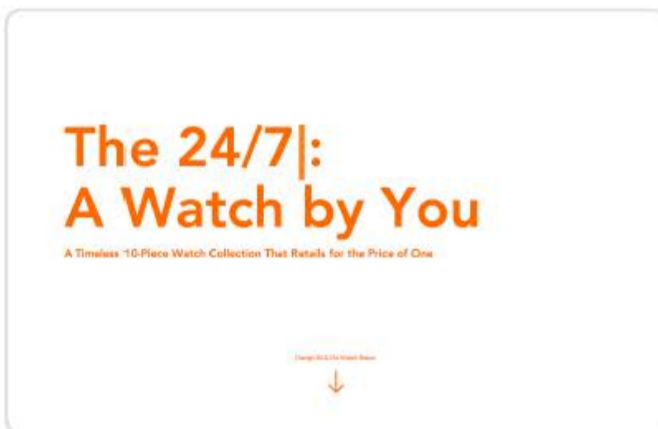 The 24/7|:
A Watch by You
A Timeless 10-Piece Watch Collection That Retails for the Price of One